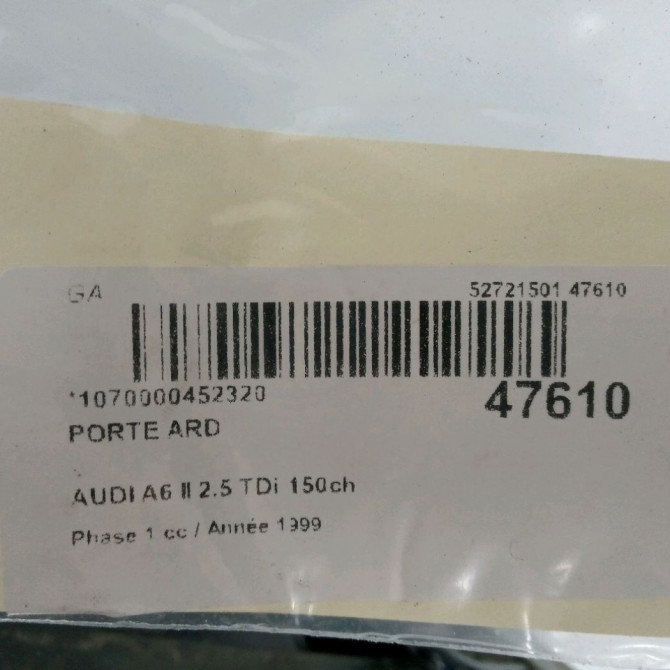 GA 52721501 47610
*1070000452320 47610
PORTE ARD
AUDI A6 II 2.5 TDi 150ch
Phase 1 cc / Année 1999